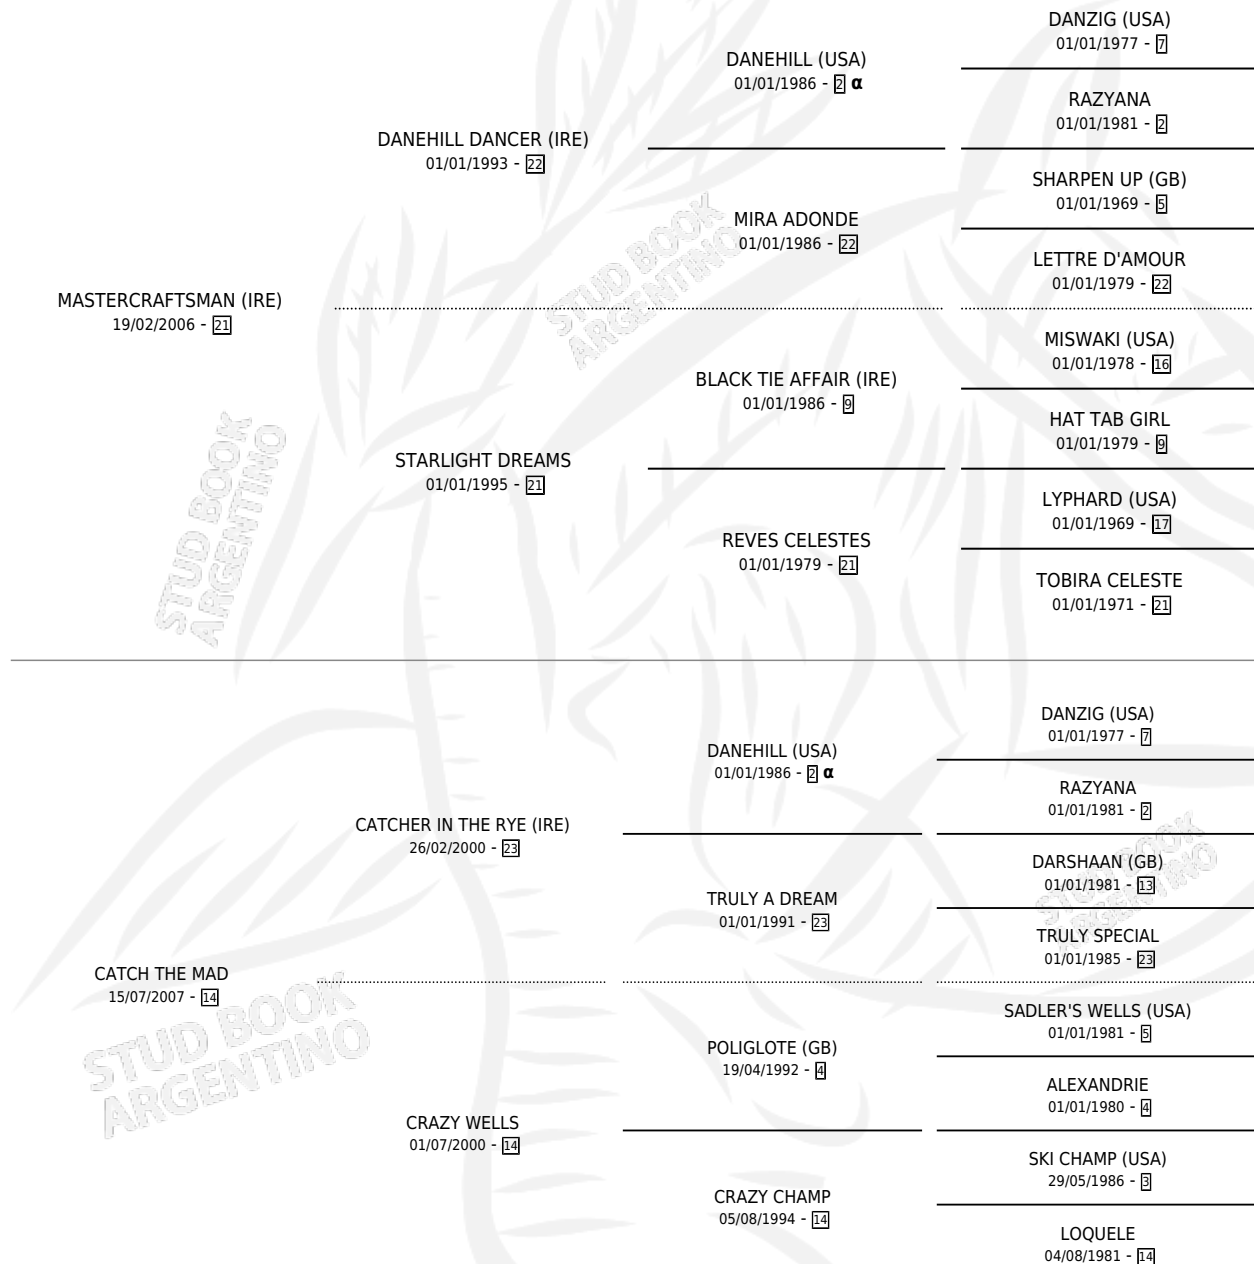 DANZIG (USA)
01/01/1977 - 7
DANEHILL (USA)
01/01/1986 - 2 α
RAZYANA
01/01/1981 - 2
DANEHILL DANCER (IRE)
01/01/1993 - 22
SHARPEN UP (GB)
01/01/1969 - 5
MIRA ADONDE
01/01/1986 - 22
LETTRE D'AMOUR
01/01/1979 - 22
MASTERCRAFTSMAN (IRE)
19/02/2006 - 21
MISWAKI (USA)
01/01/1978 - 16
BLACK TIE AFFAIR (IRE)
01/01/1986 - 9
HAT TAB GIRL
01/01/1979 - 9
STARLIGHT DREAMS
01/01/1995 - 21
LYPHARD (USA)
01/01/1969 - 17
REVES CELESTES
01/01/1979 - 21
TOBIRA CELESTE
01/01/1971 - 21
STUD BOOK
ARGENTINO
STUD BOOK
ARGENTINO
DANZIG (USA)
01/01/1977 - 7
DANEHILL (USA)
01/01/1986 - 2 α
RAZYANA
01/01/1981 - 2
CATCHER IN THE RYE (IRE)
26/02/2000 - 23
DARSHAAN (GB)
01/01/1981 - 13
TRULY A DREAM
01/01/1991 - 23
TRULY SPECIAL
01/01/1985 - 23
CATCH THE MAD
15/07/2007 - 14
SADLER'S WELLS (USA)
01/01/1981 - 5
POLIGLOTE (GB)
19/04/1992 - 4
ALEXANDRIE
01/01/1980 - 4
CRAZY WELLS
01/07/2000 - 14
SKI CHAMP (USA)
29/05/1986 - 3
CRAZY CHAMP
05/08/1994 - 14
LOQUELE
04/08/1981 - 14
STUD BOOK
ARGENTINO
STUD BOOK
ARGENTINO